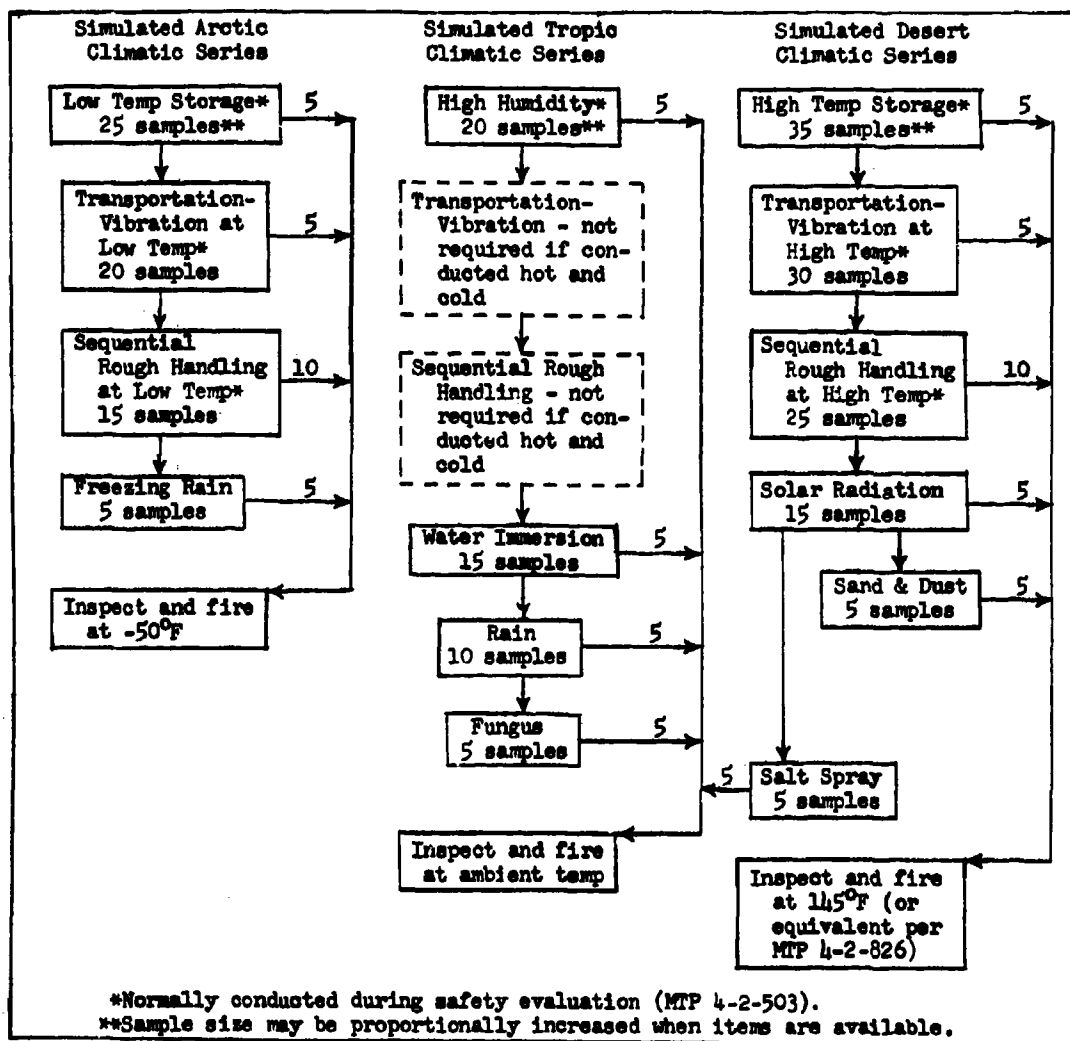 Simulated Arctic
Climatic Series
Low Temp Storage*
25 samples**
5
Transportation-
Vibration at
Low Temp*
20 samples
5
Sequential
Rough Handling
at Low Temp*
15 samples
10
Freezing Rain
5 samples
5
Inspect and fire
at -50°F
Simulated Tropic
Climatic Series
High Humidity*
20 samples**
5
Transportation-
Vibration - not
required if con-
ducted hot and
cold
Sequential Rough
Handling - not
required if con-
ducted hot and
cold
Water Immersion
15 samples
5
Rain
10 samples
5
Fungus
5 samples
5
Inspect and fire
at ambient temp
Simulated Desert
Climatic Series
High Temp Storage*
35 samples**
5
Transportation-
Vibration at
High Temp*
30 samples
5
Sequential
Rough Handling
at High Temp*
25 samples
10
Solar Radiation
15 samples
5
Sand & Dust
5 samples
5
Salt Spray
5 samples
5
Inspect and fire
at 145°F (or
equivalent per
MTP 4-2-826)
*Normally conducted during safety evaluation (MTP 4-2-503).
**Sample size may be proportionally increased when items are available.